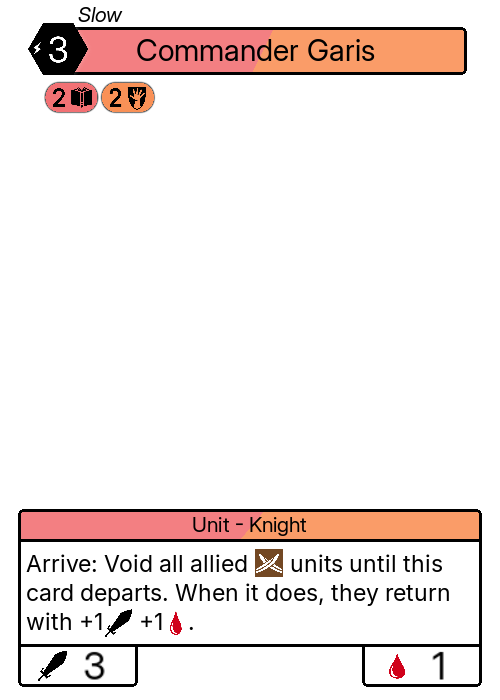 Slow
3 Commander Garis
2 2
Unit - Knight
Arrive: Void all allied units until this
card departs. When it does, they return
with +1 +1 .
3 1